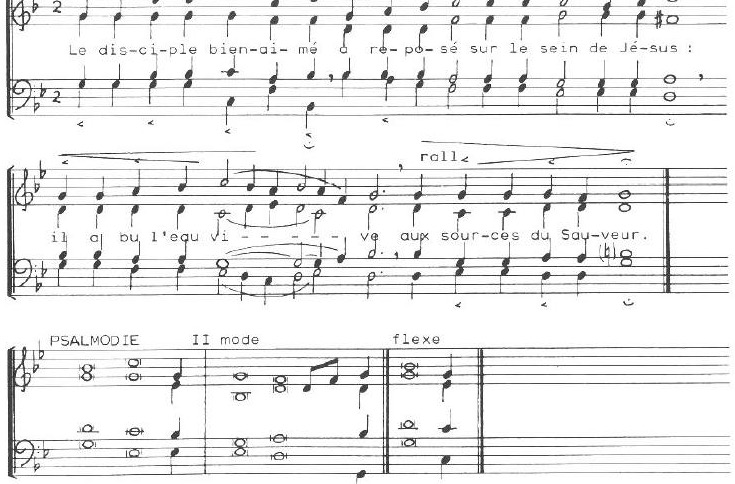 Le dis-ci-ple bien-ai-mé a re-po-sé sur le sein de Jé-sus :
rall
il a bu l'eau vi- - - - - - ve aux sour-ces du Sau-veur.
PSALMODIE II mode flexe